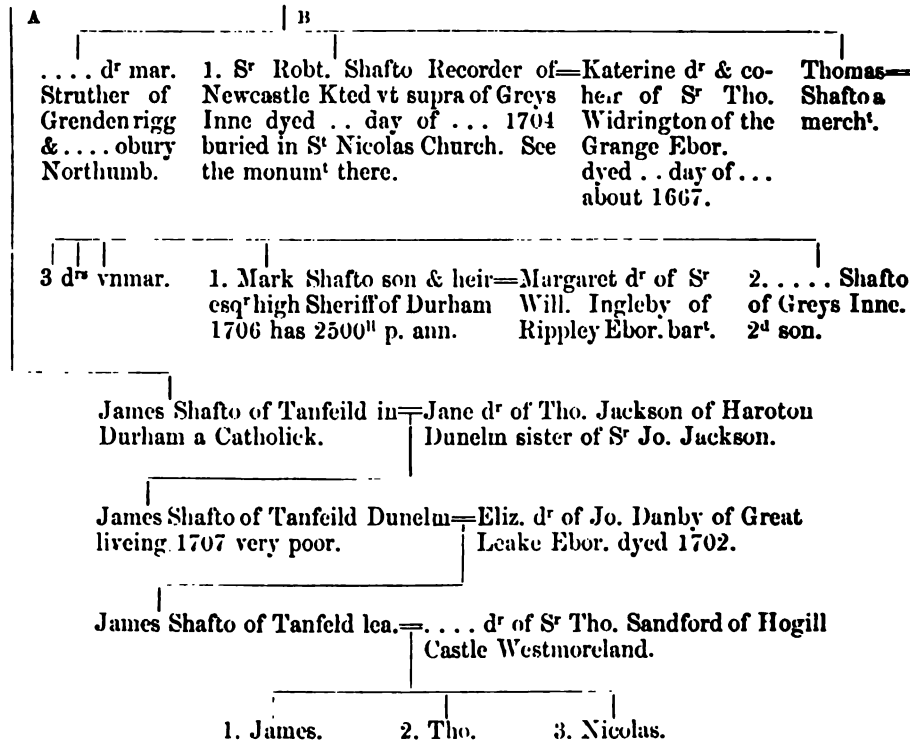 A
B
.... dʳ mar.
Struther of
Grenden rigg
& .... obury
Northumb.
1. Sʳ Robt. Shafto Recorder of=
Newcastle Kted vt supra of Greys
Inne dyed .. day of ... 1704
buried in Sᵗ Nicolas Church. See
the monumᵗ there.
Katerine dʳ & co-
heir of Sʳ Tho.
Widrington of the
Grange Ebor.
dyed .. day of ...
about 1667.
Thomas=
Shafto a
merchᵗ.
3 dʳˢ vnmar.
1. Mark Shafto son & heir=
esqʳ high Sheriff of Durham
1706 has 2500ˡˡ p. ann.
Margaret dʳ of Sʳ
Will. Ingleby of
Rippley Ebor. barᵗ.
2. .... Shafto
of Greys Inne.
2ᵈ son.
James Shafto of Tanfeild in=Jane dʳ of Tho. Jackson of Haroton
Durham a Catholick. Dunelm sister of Sʳ Jo. Jackson.
James Shafto of Tanfeild Dunelm=Eliz. dʳ of Jo. Danby of Great
liveing 1707 very poor. Leake Ebor. dyed 1702.
James Shafto of Tanfeld lea.=.... dʳ of Sʳ Tho. Sandford of Hogill
Castle Westmoreland.
1. James. 2. Tho. 3. Nicolas.